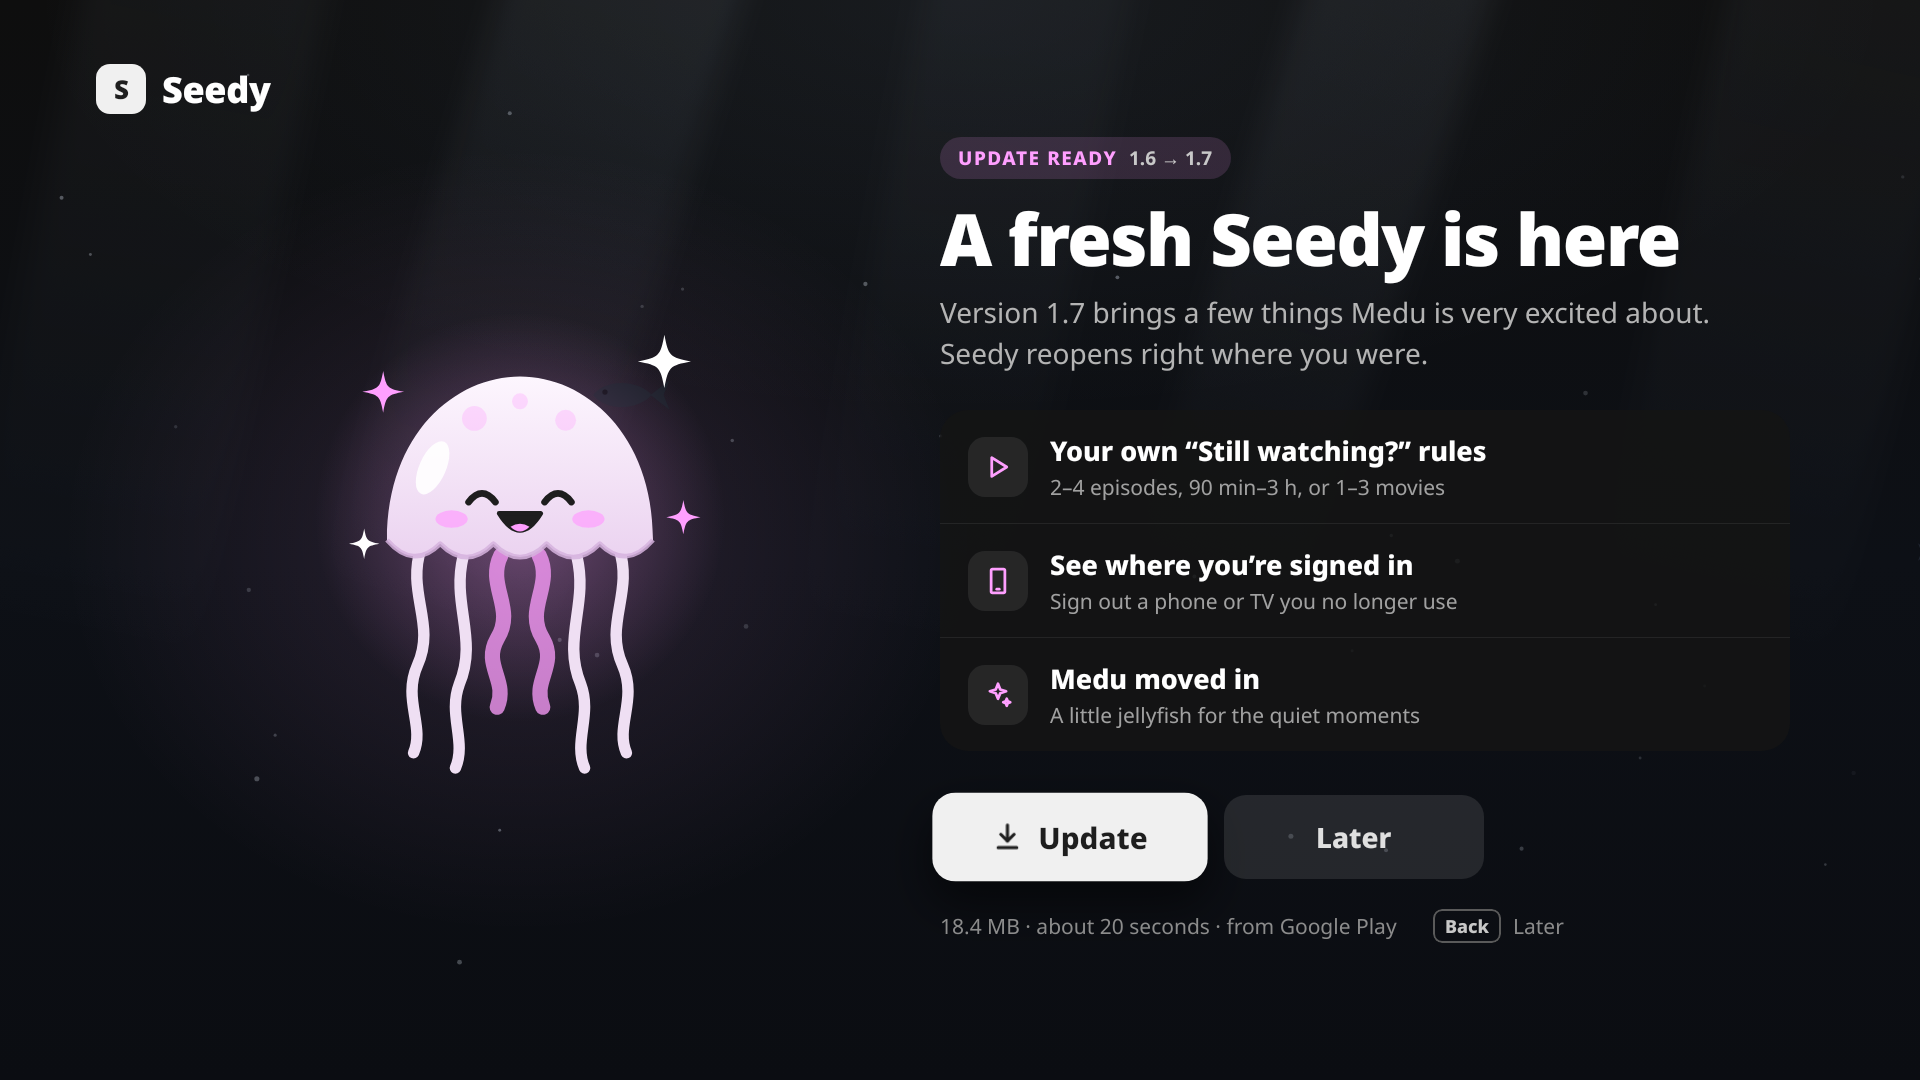 S Seedy
UPDATE READY 1.6 → 1.7
A fresh Seedy is here
Version 1.7 brings a few things Medu is very excited about.
Seedy reopens right where you were.
Your own “Still watching?” rules
2–4 episodes, 90 min–3 h, or 1–3 movies
See where you’re signed in
Sign out a phone or TV you no longer use
Medu moved in
A little jellyfish for the quiet moments
Update
Later
18.4 MB · about 20 seconds · from Google Play
Back Later